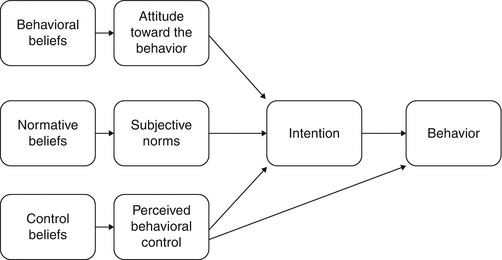 Behavioral
beliefs
Attitude
toward the
behavior
Normative
beliefs
Subjective
norms
Intention
Behavior
Control
beliefs
Perceived
behavioral
control